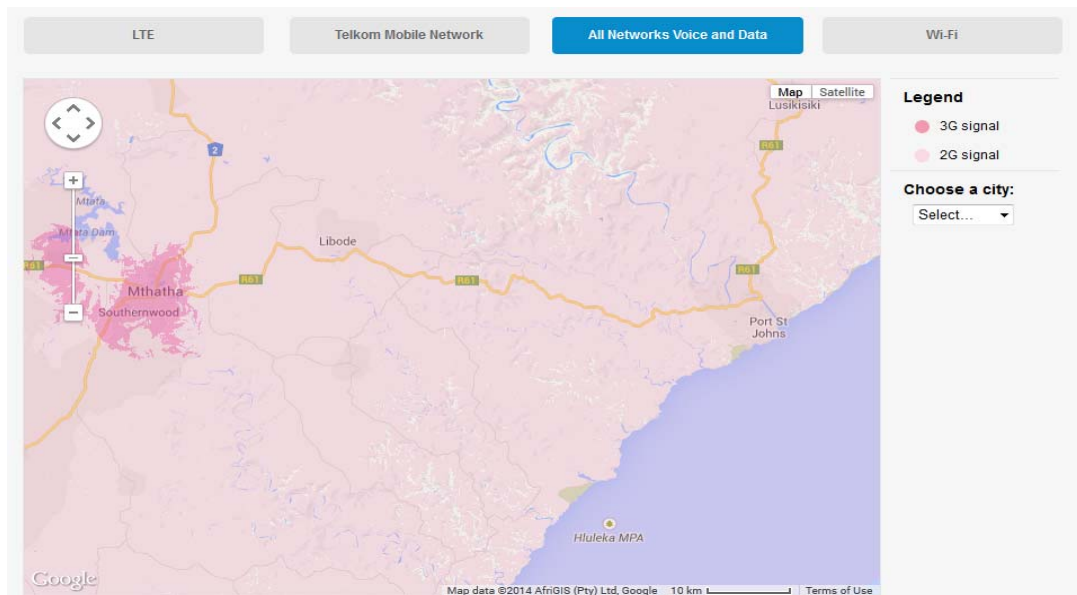 LTE
Telkom Mobile Network
All Networks Voice and Data
Wi-Fi
Map
Satellite
Lusikisiki
R61
2
Mtata
Mtata Dam
Libode
R61
R61
R61
R61
Mthatha
Southernwood
Port St
Johns
Hluleka MPA
Google
Map data ©2014 AfriGIS (Pty) Ltd, Google
10 km
Terms of Use
Legend
3G signal
2G signal
Choose a city:
Select...